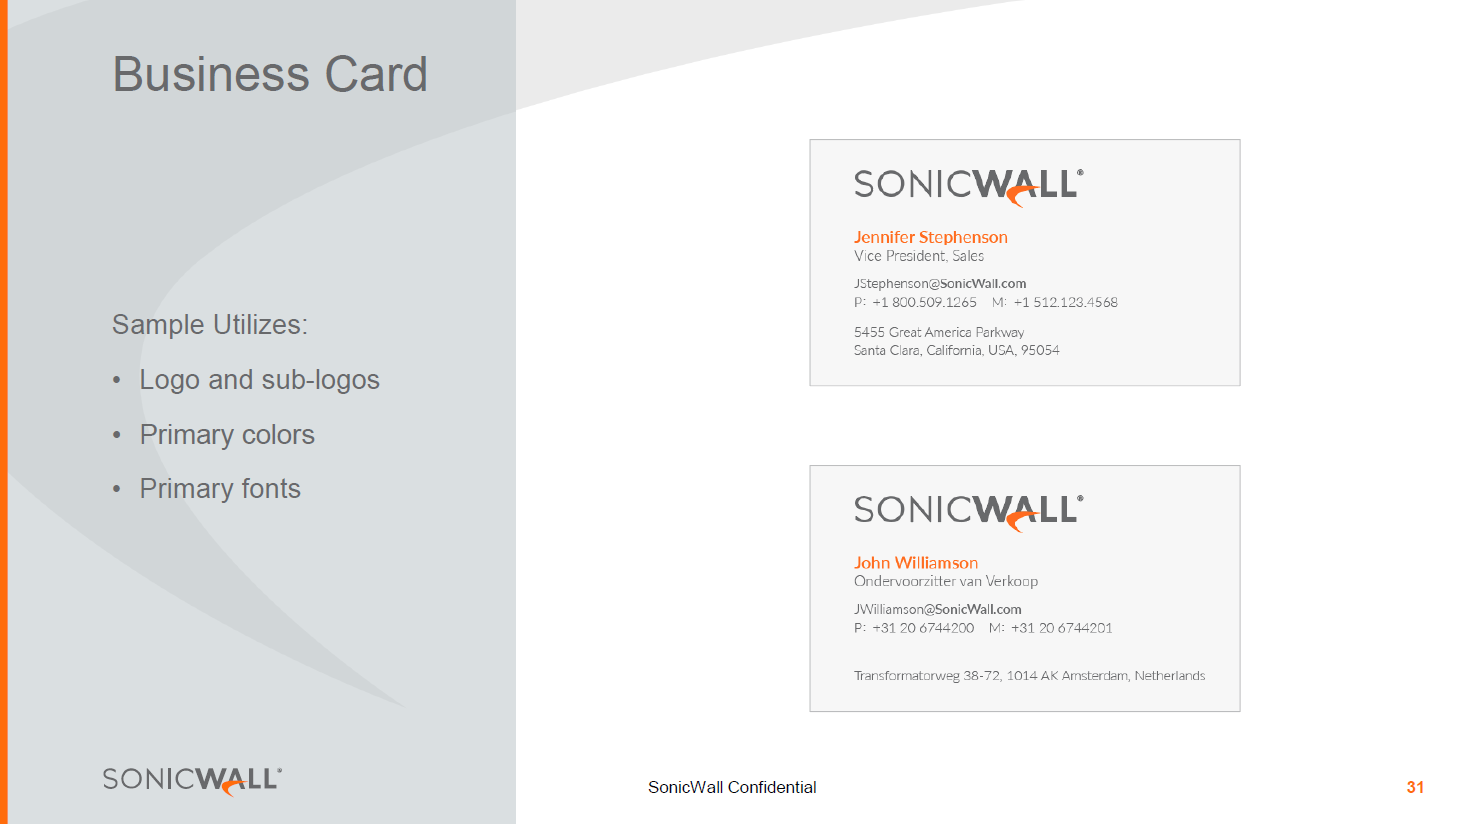 Business Card
Sample Utilizes:
• Logo and sub-logos
• Primary colors
• Primary fonts
SONICWALL®
SONICWALL®
Jennifer Stephenson
Vice President, Sales
JStephenson@SonicWall.com
P: +1 800.509.1265 M: +1 512.123.4568
5455 Great America Parkway
Santa Clara, California, USA, 95054
SONICWALL®
John Williamson
Ondervoorzitter van Verkoop
JWilliamson@SonicWall.com
P: +31 20 6744200 M: +31 20 6744201
Transformatorweg 38-72, 1014 AK Amsterdam, Netherlands
SonicWall Confidential
31